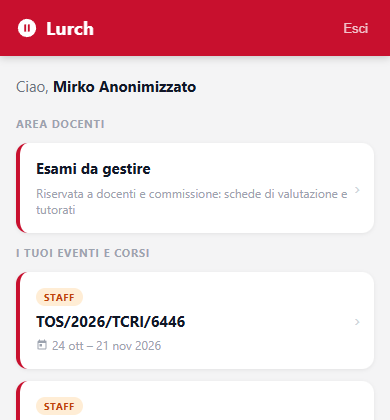 Lurch
Esci
Ciao, Mirko Anonimizzato
AREA DOCENTI
Esami da gestire
Riservata a docenti e commissione: schede di valutazione e
tutorati
I TUOI EVENTI E CORSI
STAFF
TOS/2026/TCRI/6446
24 ott – 21 nov 2026
STAFF